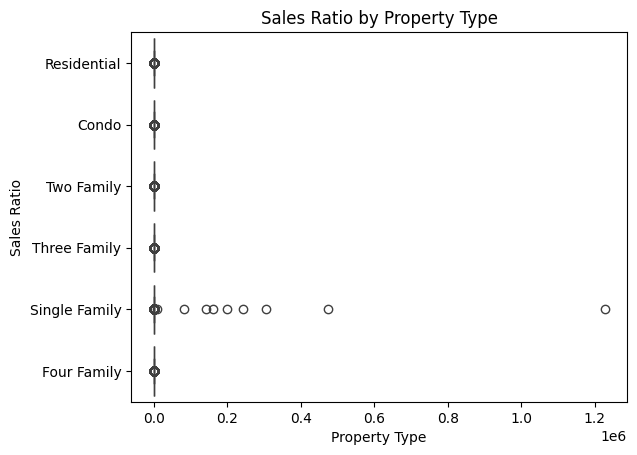 Sales Ratio by Property Type
Sales Ratio
Residential
Condo
Two Family
Three Family
Single Family
Four Family
0.0 0.2 0.4 0.6 0.8 1.0 1.2
1e6
Property Type